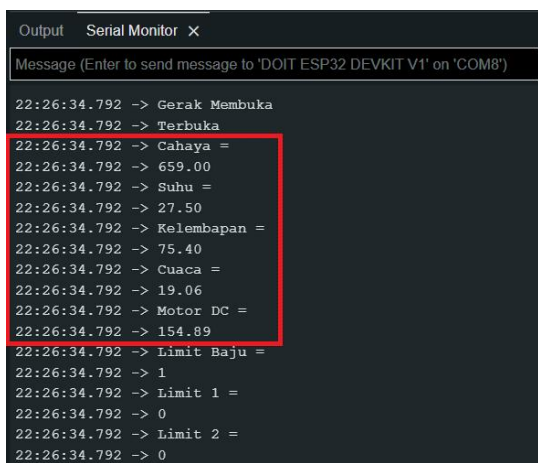 Output Serial Monitor X
Message (Enter to send message to 'DOIT ESP32 DEVKIT V1' on 'COM8')
22:26:34.792 -> Gerak Membuka
22:26:34.792 -> Terbuka
22:26:34.792 -> Cahaya =
22:26:34.792 -> 659.00
22:26:34.792 -> Suhu =
22:26:34.792 -> 27.50
22:26:34.792 -> Kelembapan =
22:26:34.792 -> 75.40
22:26:34.792 -> Cuaca =
22:26:34.792 -> 19.06
22:26:34.792 -> Motor DC =
22:26:34.792 -> 154.89
22:26:34.792 -> Limit Baju =
22:26:34.792 -> 1
22:26:34.792 -> Limit 1 =
22:26:34.792 -> 0
22:26:34.792 -> Limit 2 =
22:26:34.792 -> 0